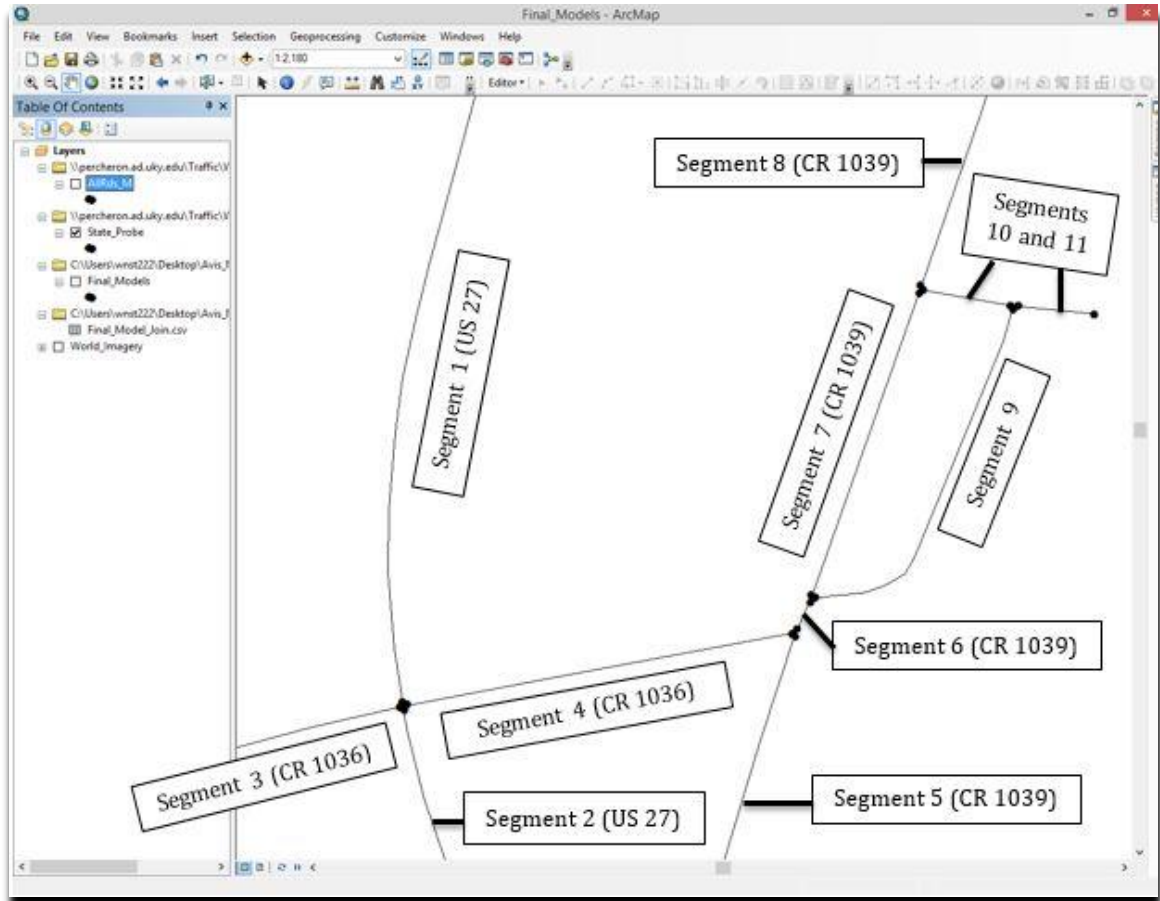 Final_Models - ArcMap
File Edit View Bookmarks Insert Selection Geoprocessing Customize Windows Help
1:2,180
Editor
Table Of Contents
Layers
\\percheron.ad.uky.edu\Traffic\
AllRds_M
\\percheron.ad.uky.edu\Traffic\
State_Probe
C:\Users\wnst222\Desktop\Avis_
Final_Models
C:\Users\wnst222\Desktop\Avis_
Final_Model_Join.csv
World_Imagery
Segment 8 (CR 1039)
Segments
10 and 11
Segment 1 (US 27)
Segment 7 (CR 1039)
Segment 9
Segment 6 (CR 1039)
Segment 4 (CR 1036)
Segment 3 (CR 1036)
Segment 2 (US 27)
Segment 5 (CR 1039)